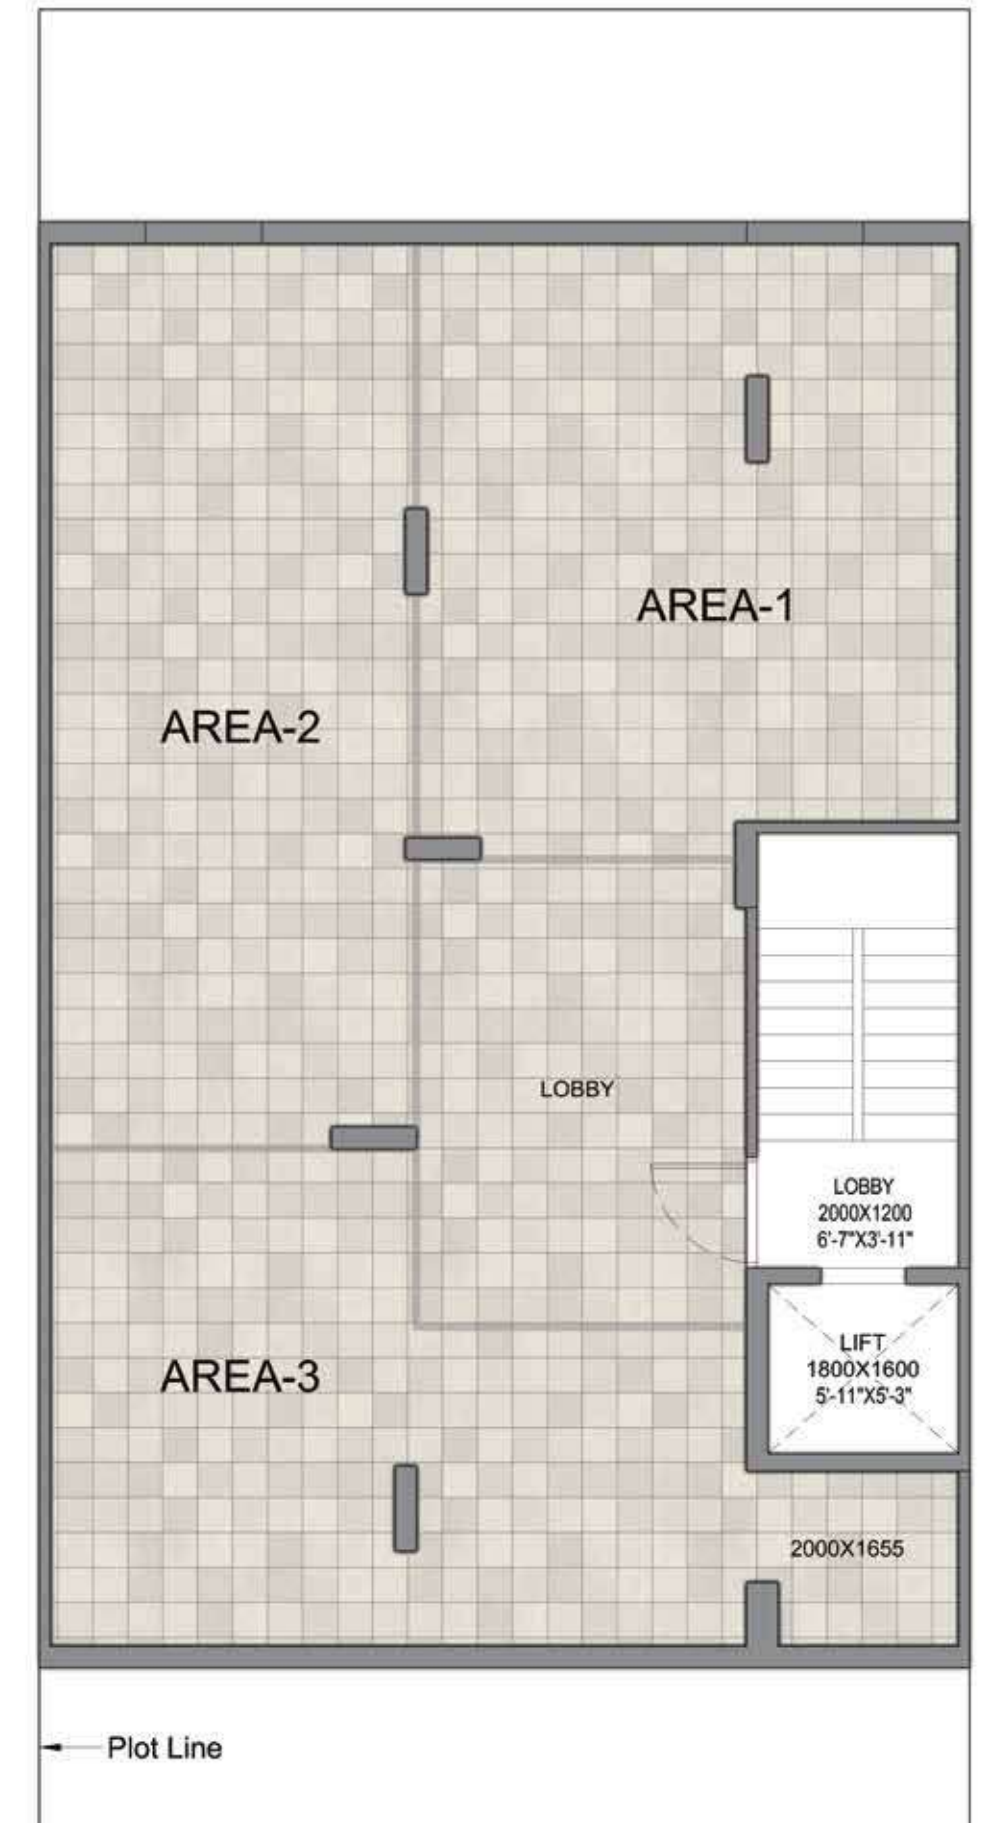 AREA-1
AREA-2
LOBBY
LOBBY
2000X1200
6'-7"X3'-11"
LIFT
1800X1600
5'-11"X5'-3"
AREA-3
2000X1655
Plot Line